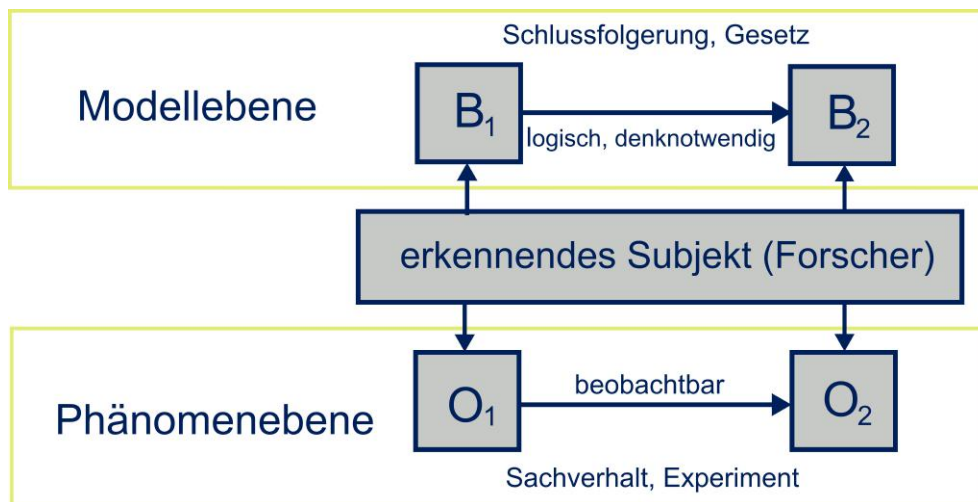 Schlussfolgerung, Gesetz
Modellebene
B₁
B₂
logisch, denknotwendig
erkennendes Subjekt (Forscher)
O₁
beobachtbar
O₂
Phänomenebene
Sachverhalt, Experiment